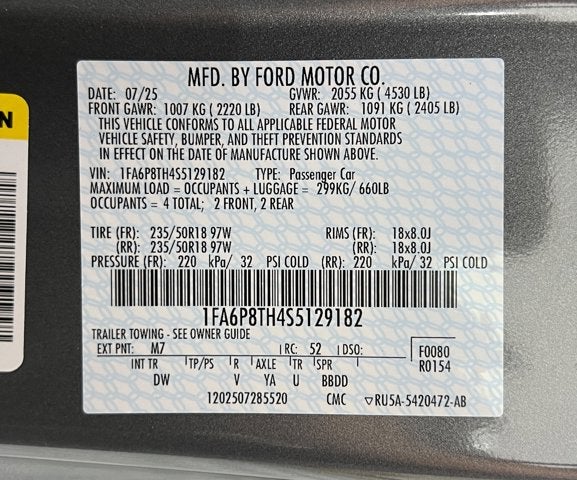 MFD. BY FORD MOTOR CO.
DATE: 07/25 GVWR: 2055 KG ( 4530 LB)
FRONT GAWR: 1007 KG ( 2220 LB) REAR GAWR: 1091 KG ( 2405 LB)
THIS VEHICLE CONFORMS TO ALL APPLICABLE FEDERAL MOTOR
VEHICLE SAFETY, BUMPER, AND THEFT PREVENTION STANDARDS
IN EFFECT ON THE DATE OF MANUFACTURE SHOWN ABOVE.
VIN: 1FA6P8TH4S5129182 TYPE: Passenger Car
MAXIMUM LOAD = OCCUPANTS + LUGGAGE = 299KG/ 660LB
OCCUPANTS = 4 TOTAL; 2 FRONT, 2 REAR
TIRE (FR): 235/50R18 97W RIMS (FR): 18x8.0J
(RR): 235/50R18 97W (RR): 18x8.0J
PRESSURE (FR): 220 kPa/ 32 PSI COLD (RR): 220 kPa/ 32 PSI COLD
1FA6P8TH4S5129182
TRAILER TOWING - SEE OWNER GUIDE
EXT PNT: M7 RC: 52 DSO: F0080
INT TR TP/PS R AXLE TR SPR R0154
DW V YA U BBDD
1202507285520 CMC ▽RU5A-5420472-AB
N